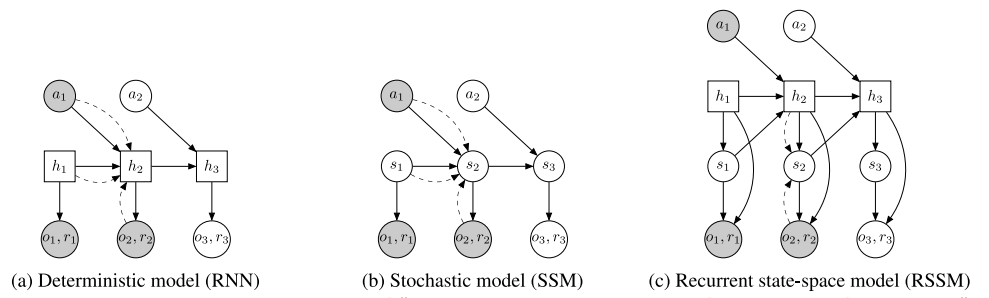 a1 a2
h1 h2 h3
o1, r1 o2, r2 o3, r3
(a) Deterministic model (RNN)
a1 a2
s1 s2 s3
o1, r1 o2, r2 o3, r3
(b) Stochastic model (SSM)
a1 a2
h1 h2 h3
s1 s2 s3
o1, r1 o2, r2 o3, r3
(c) Recurrent state-space model (RSSM)